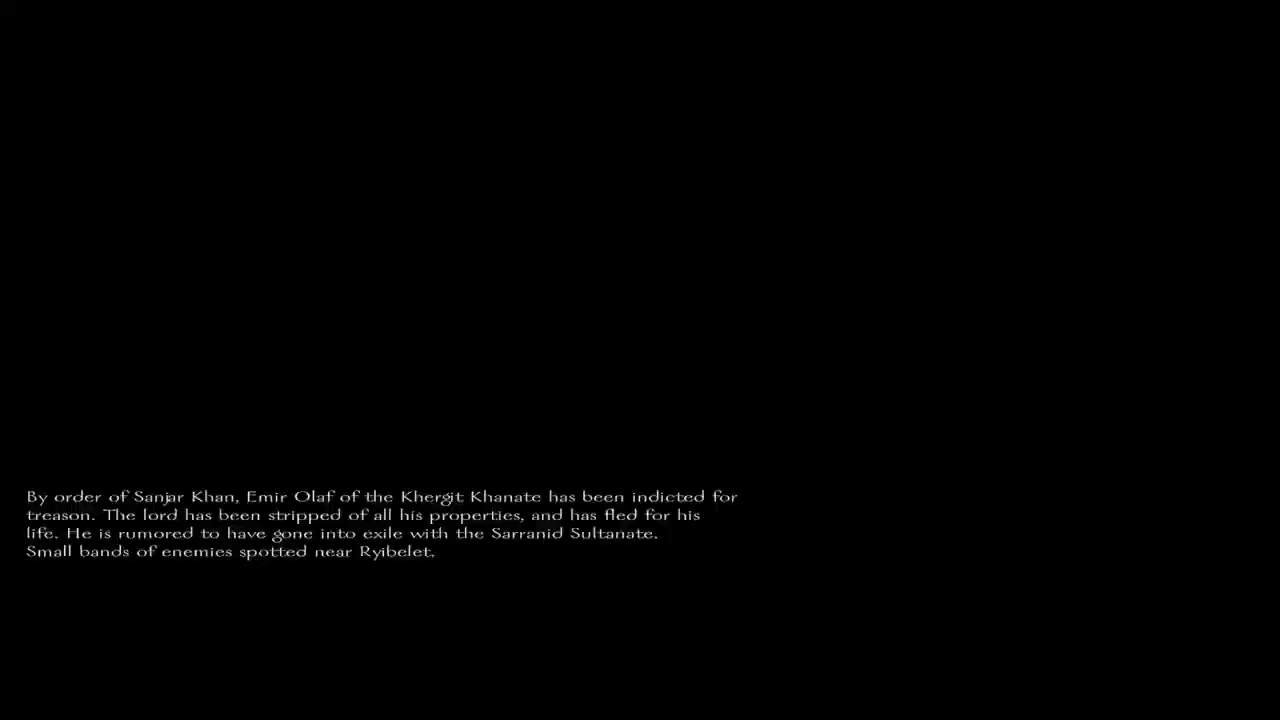 By order of Sanjar Khan, Emir Olaf of the Khergit Khanate has been indicted for
treason. The lord has been stripped of all his properties, and has fled for his
life. He is rumored to have gone into exile with the Sarranid Sultanate.
Small bands of enemies spotted near Ryibelet.